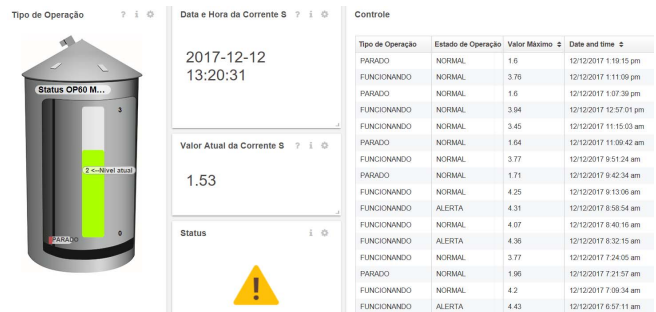 Tipo de Operação ? i
Status OP60 M...
3
2 <--Nivel atual
0
PARADO
Data e Hora da Corrente S ? i
2017-12-12
13:20:31
Valor Atual da Corrente S ? i
1.53
Status i
!
Controle
Tipo de Operação Estado de Operação Valor Máximo Date and time
PARADO NORMAL 1.6 12/12/2017 1:19:15 pm
FUNCIONANDO NORMAL 3.76 12/12/2017 1:11:09 pm
PARADO NORMAL 1.6 12/12/2017 1:07:39 pm
FUNCIONANDO NORMAL 3.94 12/12/2017 12:57:01 pm
FUNCIONANDO NORMAL 3.45 12/12/2017 11:15:03 am
PARADO NORMAL 1.64 12/12/2017 11:09:42 am
FUNCIONANDO NORMAL 3.77 12/12/2017 9:51:24 am
PARADO NORMAL 1.71 12/12/2017 9:42:34 am
FUNCIONANDO NORMAL 4.25 12/12/2017 9:13:06 am
FUNCIONANDO ALERTA 4.31 12/12/2017 8:58:54 am
FUNCIONANDO NORMAL 4.07 12/12/2017 8:40:16 am
FUNCIONANDO ALERTA 4.36 12/12/2017 8:32:15 am
FUNCIONANDO NORMAL 3.77 12/12/2017 7:24:05 am
PARADO NORMAL 1.96 12/12/2017 7:21:57 am
FUNCIONANDO NORMAL 4.2 12/12/2017 7:09:34 am
FUNCIONANDO ALERTA 4.43 12/12/2017 6:57:11 am